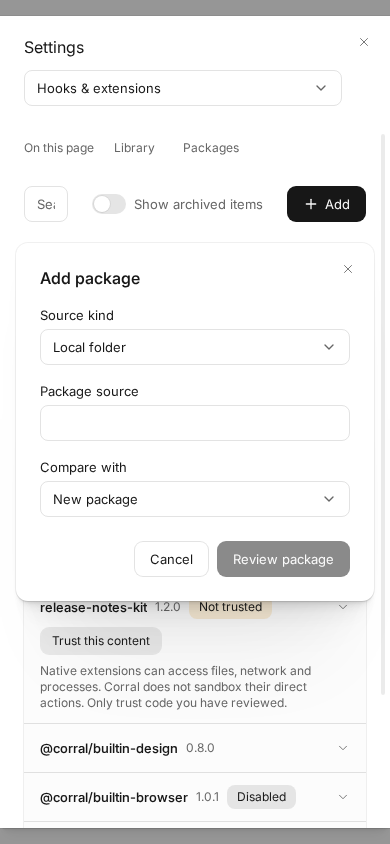 Settings
Hooks & extensions
On this page Library Packages
Show archived items
Add
Add package
Source kind
Local folder
Package source
Compare with
New package
Cancel Review package
release-notes-kit 1.2.0 Not trusted
Trust this content
Native extensions can access files, network and
processes. Corral does not sandbox their direct
actions. Only trust code you have reviewed.
@corral/builtin-design 0.8.0
@corral/builtin-browser 1.0.1 Disabled